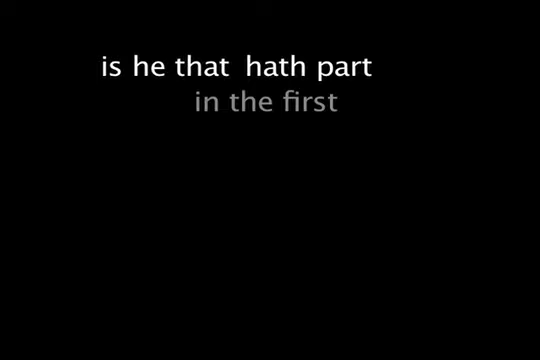 is he that hath part
in the first